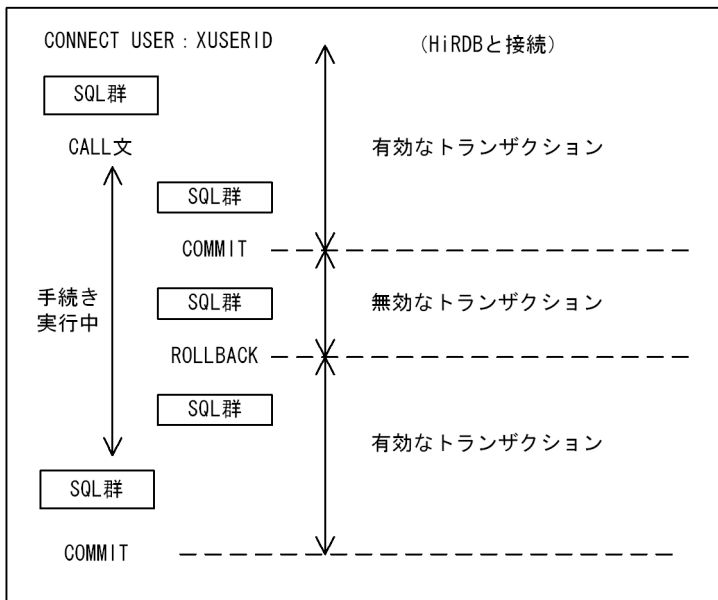 CONNECT USER：XUSERID
（HiRDBと接続）
SQL群
CALL文
有効なトランザクション
SQL群
COMMIT
手続き
実行中
SQL群
無効なトランザクション
ROLLBACK
SQL群
有効なトランザクション
SQL群
COMMIT